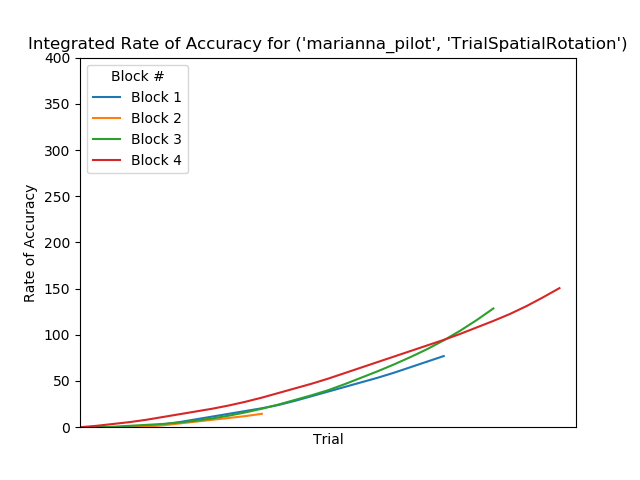 Integrated Rate of Accuracy for ('marianna_pilot', 'TrialSpatialRotation')
Block #
Block 1
Block 2
Block 3
Block 4
400
350
300
250
200
150
100
50
0
Rate of Accuracy
Trial